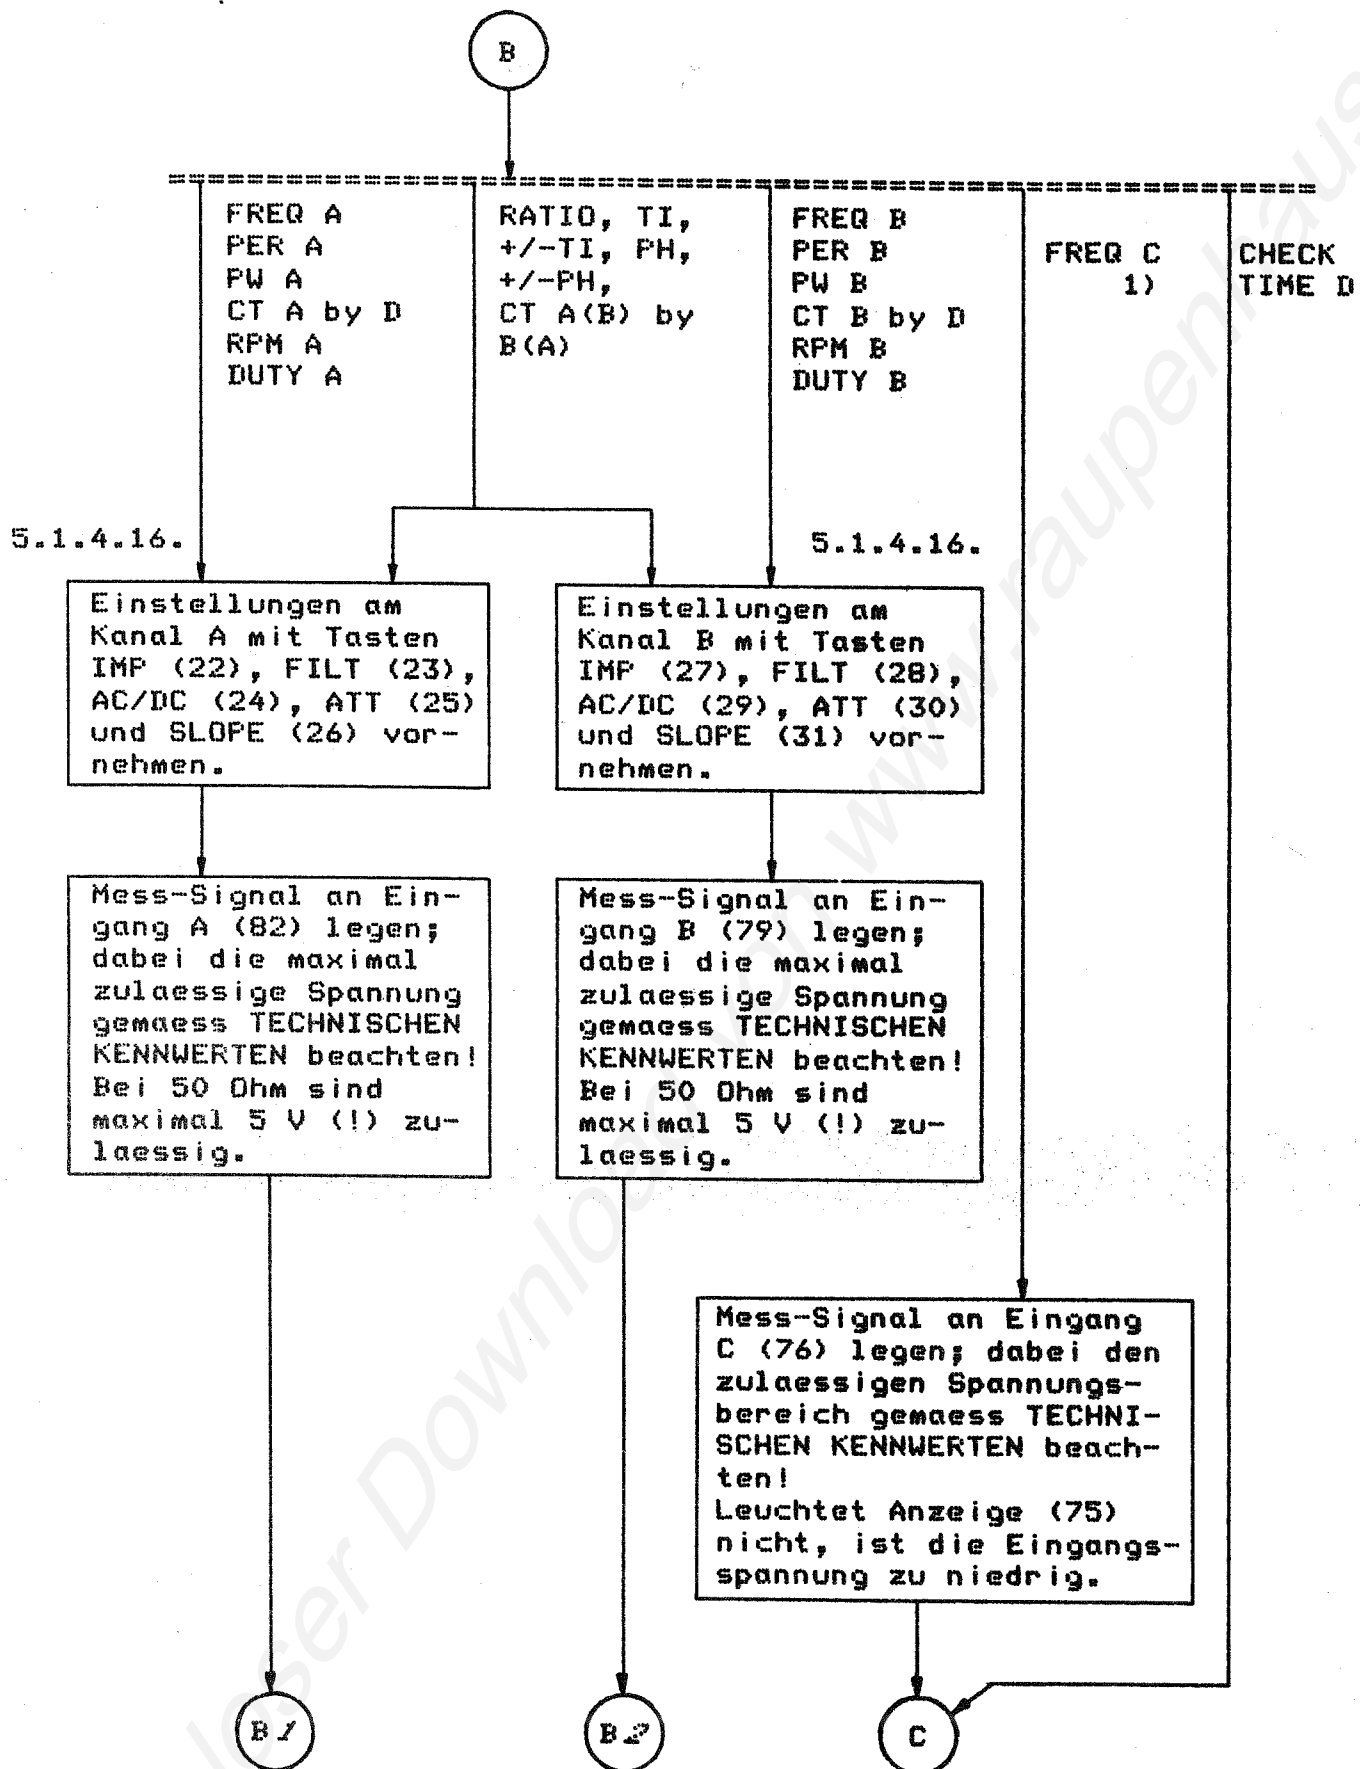 B
FREQ A
PER A
PW A
CT A by D
RPM A
DUTY A
RATIO, TI,
+/-TI, PH,
+/-PH,
CT A(B) by
B(A)
FREQ B
PER B
PW B
CT B by D
RPM B
DUTY B
FREQ C
1)
CHECK
TIME D
5.1.4.16.
5.1.4.16.
Einstellungen am
Kanal A mit Tasten
IMP (22), FILT (23),
AC/DC (24), ATT (25)
und SLOPE (26) vor-
nehmen.
Einstellungen am
Kanal B mit Tasten
IMP (27), FILT (28),
AC/DC (29), ATT (30)
und SLOPE (31) vor-
nehmen.
Mess-Signal an Ein-
gang A (82) legen;
dabei die maximal
zulaessige Spannung
gemaess TECHNISCHEN
KENNWERTEN beachten!
Bei 50 Ohm sind
maximal 5 V (!) zu-
laessig.
Mess-Signal an Ein-
gang B (79) legen;
dabei die maximal
zulaessige Spannung
gemaess TECHNISCHEN
KENNWERTEN beachten!
Bei 50 Ohm sind
maximal 5 V (!) zu-
laessig.
Mess-Signal an Eingang
C (76) legen; dabei den
zulaessigen Spannungs-
bereich gemaess TECHNI-
SCHEN KENNWERTEN beach-
ten!
Leuchtet Anzeige (75)
nicht, ist die Eingangs-
spannung zu niedrig.
B1
B2
C
loser Download von www.raupenhaus